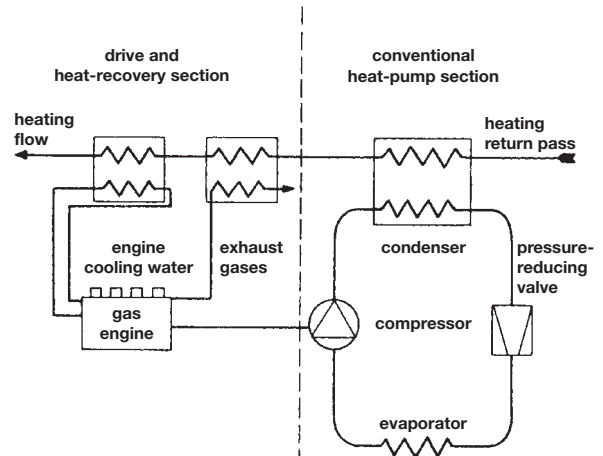 drive and
heat-recovery section
conventional
heat-pump section
heating
flow
heating
return pass
engine
cooling water
exhaust
gases
condenser
pressure-
reducing
valve
gas
engine
compressor
evaporator